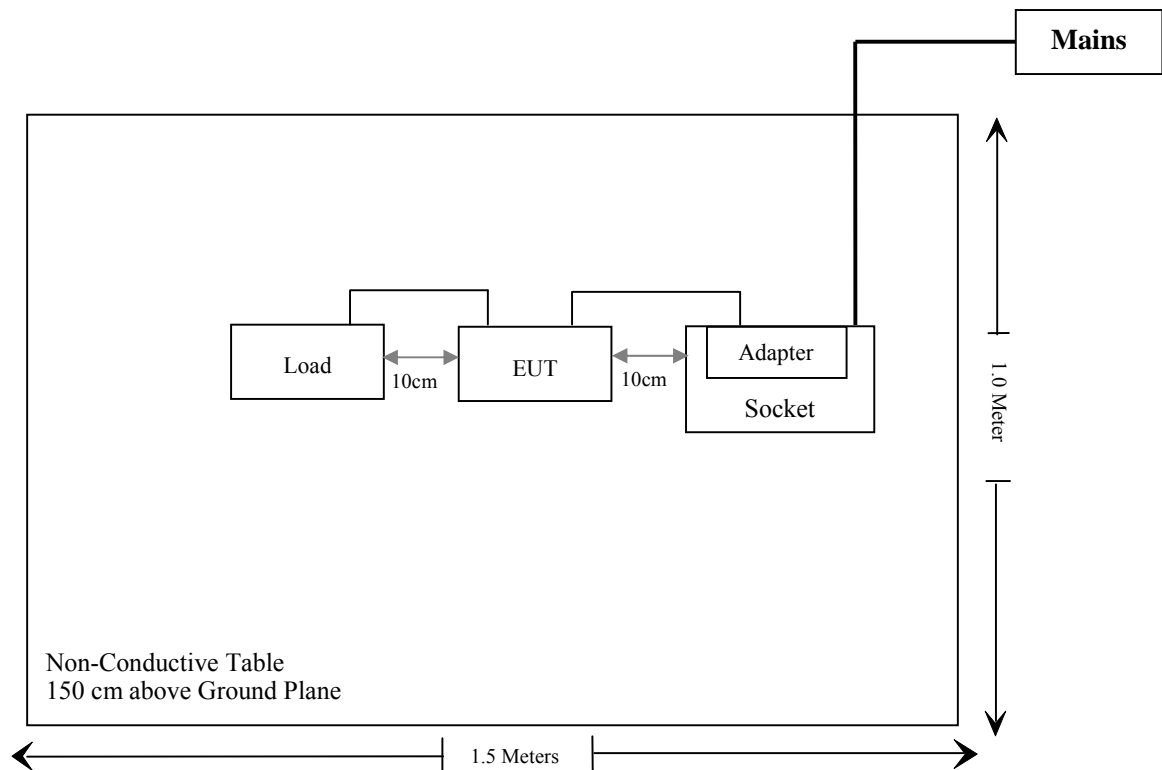 Mains
Load
10cm
EUT
10cm
Adapter
Socket
1.0 Meter
Non-Conductive Table
150 cm above Ground Plane
1.5 Meters